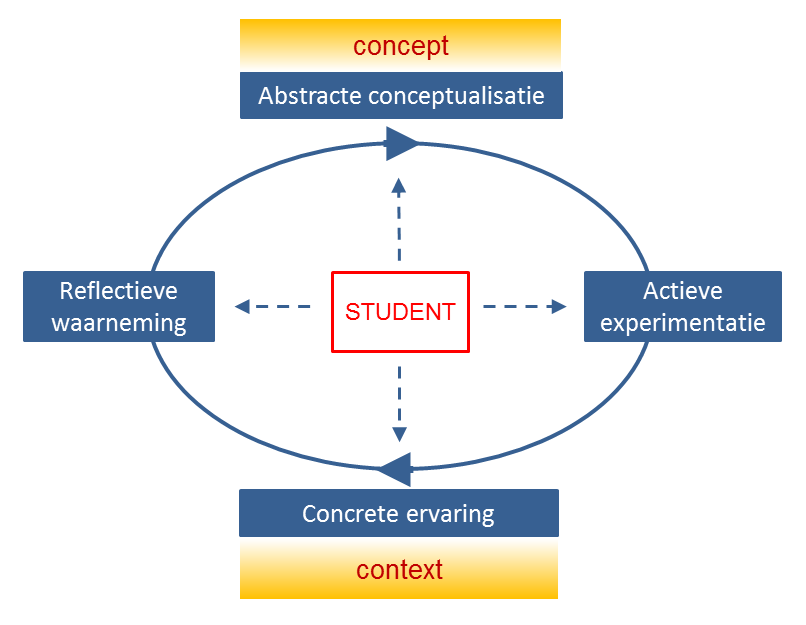 concept
Abstracte conceptualisatie
Reflectieve
waarneming
STUDENT
Actieve
experimentatie
Concrete ervaring
context